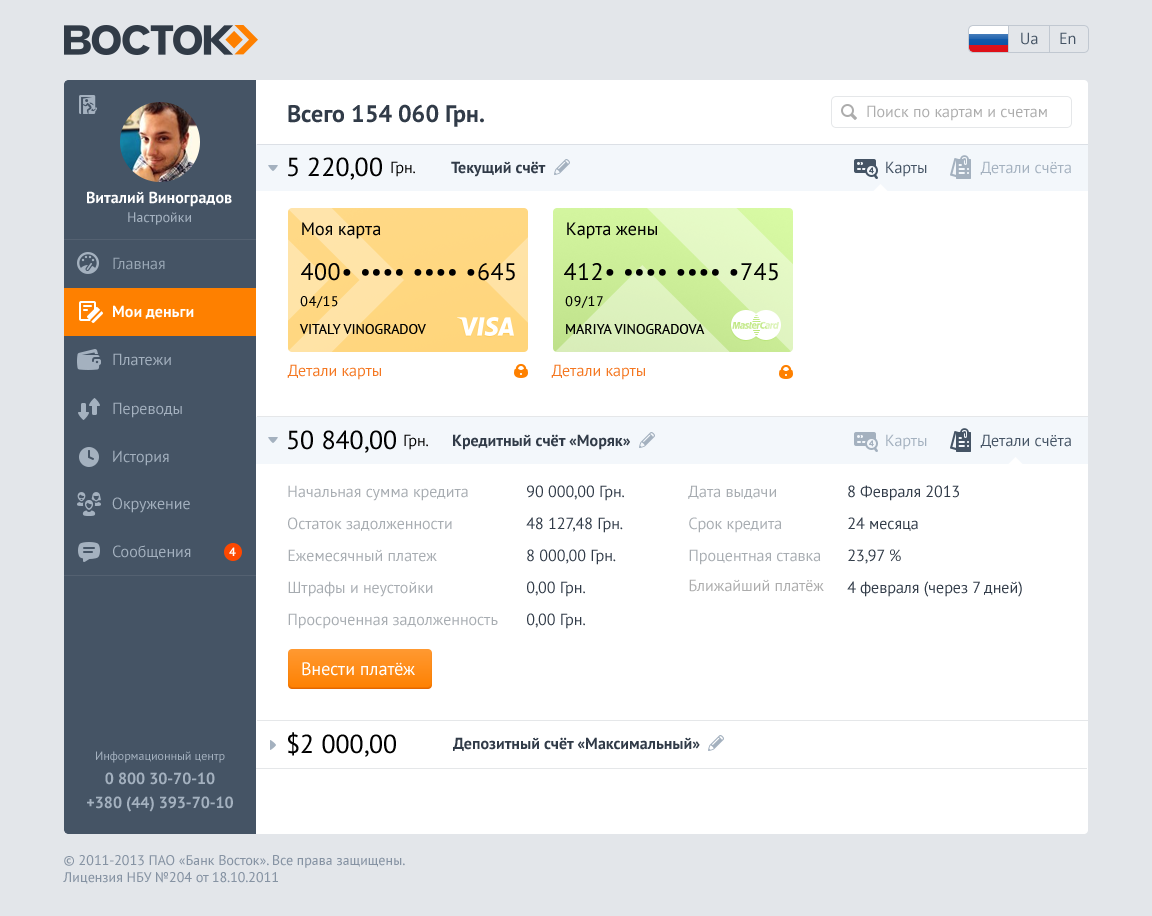 ВОСТОК
Ua
En
Виталий Виноградов
Настройки
Главная
Мои деньги
Платежи
Переводы
История
Окружение
Сообщения
4
Информационный центр
0 800 30-70-10
+380 (44) 393-70-10
Всего 154 060 Грн.
Поиск по картам и счетам
5 220,00 Грн.
Текущий счёт
Карты
Детали счёта
Моя карта
400• •••• •••• •645
04/15
VITALY VINOGRADOV
VISA
Детали карты
Карта жены
412• •••• •••• •745
09/17
MARIYA VINOGRADOVA
MasterCard
Детали карты
50 840,00 Грн.
Кредитный счёт «Моряк»
Карты
Детали счёта
Начальная сумма кредита 90 000,00 Грн.
Остаток задолженности 48 127,48 Грн.
Ежемесячный платеж 8 000,00 Грн.
Штрафы и неустойки 0,00 Грн.
Просроченная задолженность 0,00 Грн.
Дата выдачи 8 Февраля 2013
Срок кредита 24 месяца
Процентная ставка 23,97 %
Ближайший платёж 4 февраля (через 7 дней)
Внести платёж
$2 000,00
Депозитный счёт «Максимальный»
© 2011-2013 ПАО «Банк Восток». Все права защищены.
Лицензия НБУ №204 от 18.10.2011